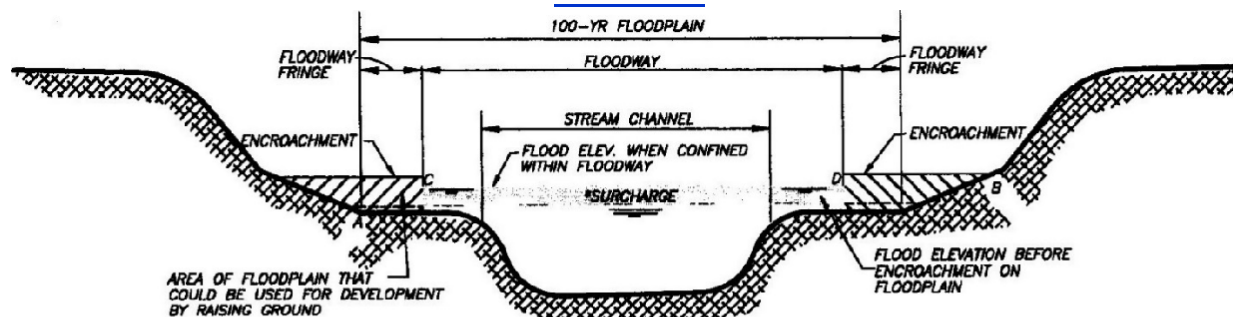 100-YR FLOODPLAIN
FLOODWAY
FRINGE
FLOODWAY
FLOODWAY
FRINGE
ENCROACHMENT
STREAM CHANNEL
ENCROACHMENT
FLOOD ELEV. WHEN CONFINED
WITHIN FLOODWAY
C
D
B
*SURCHARGE
A
AREA OF FLOODPLAIN THAT
COULD BE USED FOR DEVELOPMENT
BY RAISING GROUND
FLOOD ELEVATION BEFORE
ENCROACHMENT ON
FLOODPLAIN